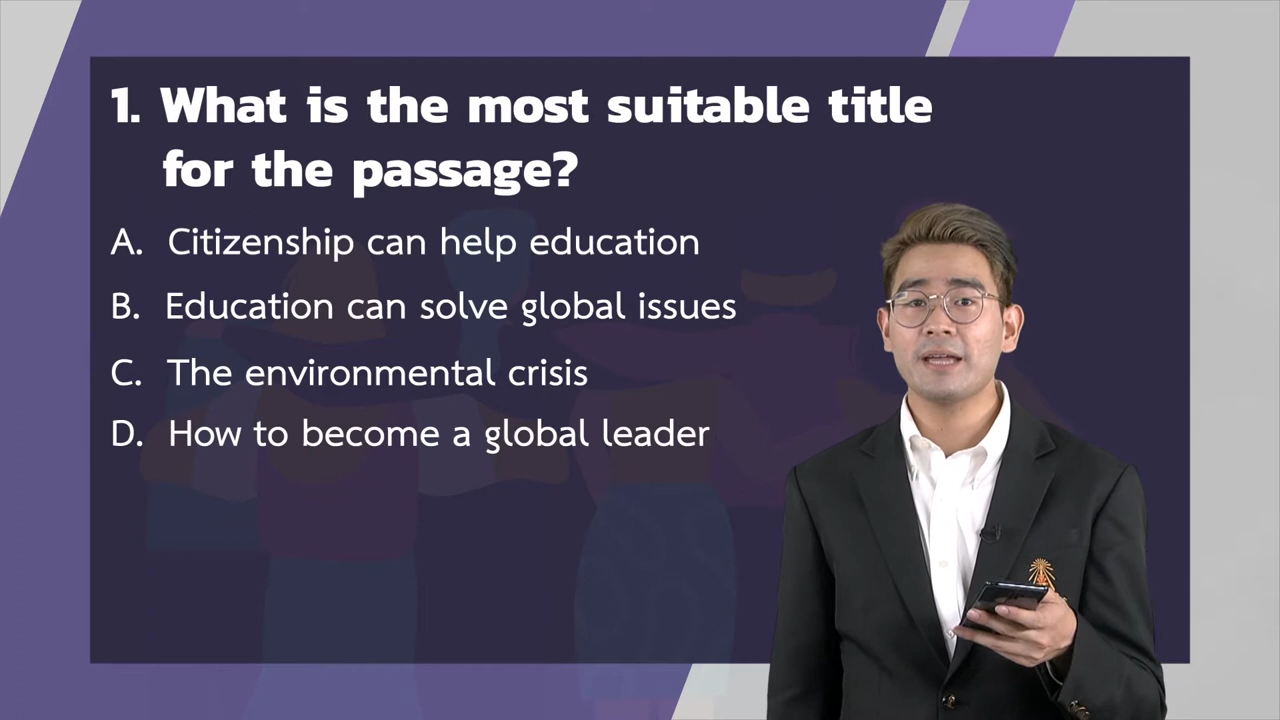 1. What is the most suitable title
for the passage?
A. Citizenship can help education
B. Education can solve global issues
C. The environmental crisis
D. How to become a global leader